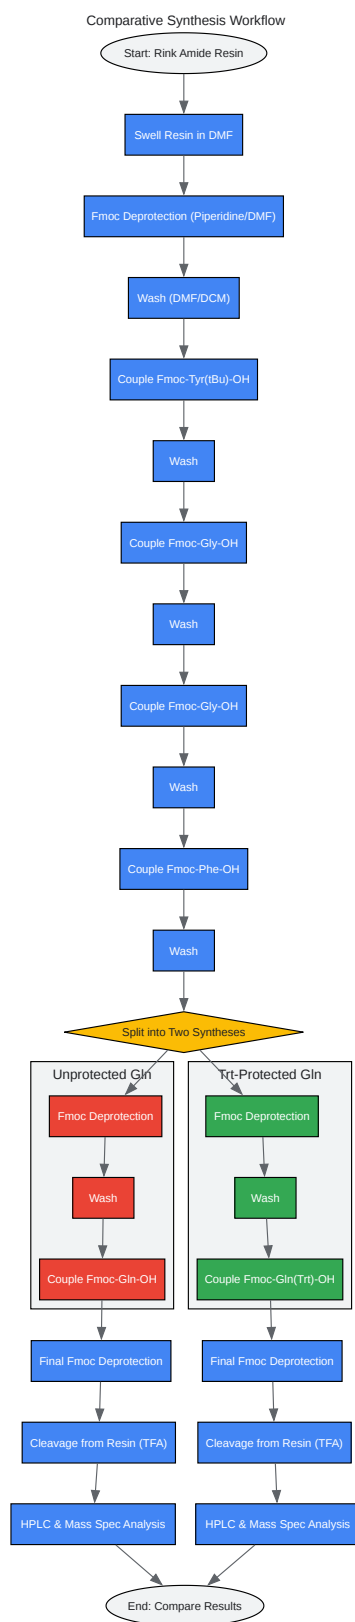 Comparative Synthesis Workflow
Start: Rink Amide Resin
Swell Resin in DMF
Fmoc Deprotection (Piperidine/DMF)
Wash (DMF/DCM)
Couple Fmoc-Tyr(tBu)-OH
Wash
Couple Fmoc-Gly-OH
Wash
Couple Fmoc-Gly-OH
Wash
Couple Fmoc-Phe-OH
Wash
Split into Two Syntheses
Unprotected Gln
Fmoc Deprotection
Wash
Couple Fmoc-Gln-OH
Final Fmoc Deprotection
Cleavage from Resin (TFA)
HPLC & Mass Spec Analysis
Trt-Protected Gln
Fmoc Deprotection
Wash
Couple Fmoc-Gln(Trt)-OH
Final Fmoc Deprotection
Cleavage from Resin (TFA)
HPLC & Mass Spec Analysis
End: Compare Results